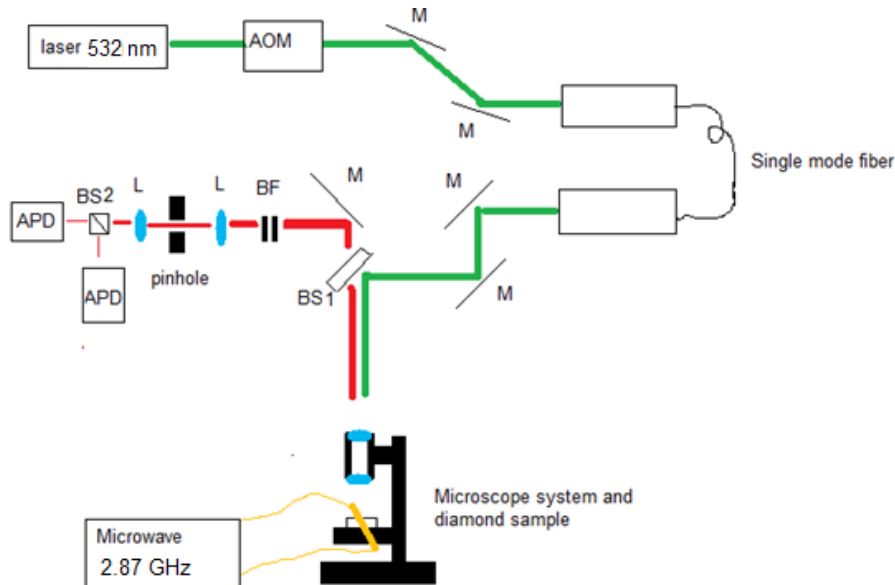 laser 532 nm
AOM
M
M
Single mode fiber
M
M
BS2
L
L
BF
M
APD
pinhole
BS1
APD
Microscope system and
diamond sample
Microwave
2.87 GHz